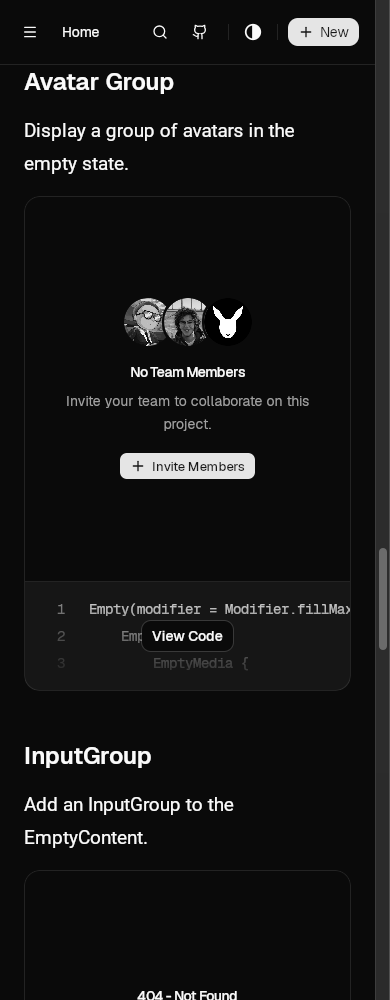 Home
New
Avatar Group
Display a group of avatars in the
empty state.
No Team Members
Invite your team to collaborate on this
project.
Invite Members
1 Empty(modifier = Modifier.fillMax
2 Emp
View Code
3 EmptyMedia {
InputGroup
Add an InputGroup to the
EmptyContent.
404 - Not Found